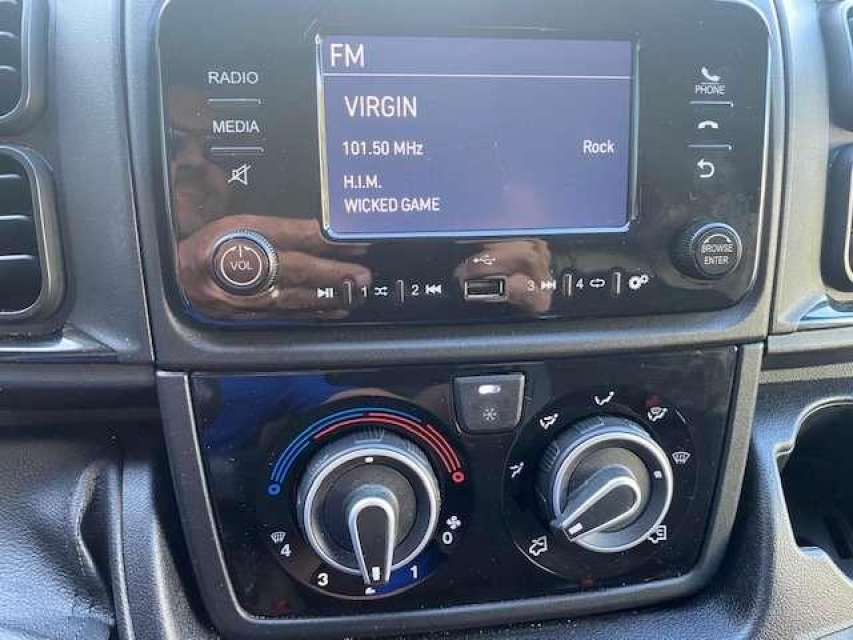 FM
RADIO
PHONE
VIRGIN
MEDIA
101.50 MHz Rock
H.I.M.
WICKED GAME
VOL
BROWSE
ENTER
1 2 3 4
4 0
3 1